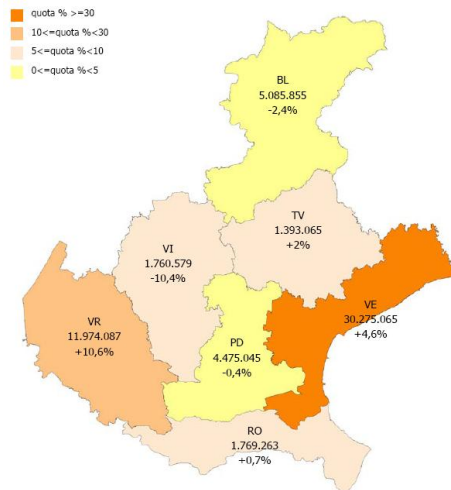 quota % >=30
10<=quota %<30
5<=quota %<10
0<=quota %<5
BL
5.085.855
-2,4%
TV
1.393.065
+2%
VI
1.760.579
-10,4%
VE
30.275.065
+4,6%
VR
11.974.087
+10,6%
PD
4.475.045
-0,4%
RO
1.769.263
+0,7%